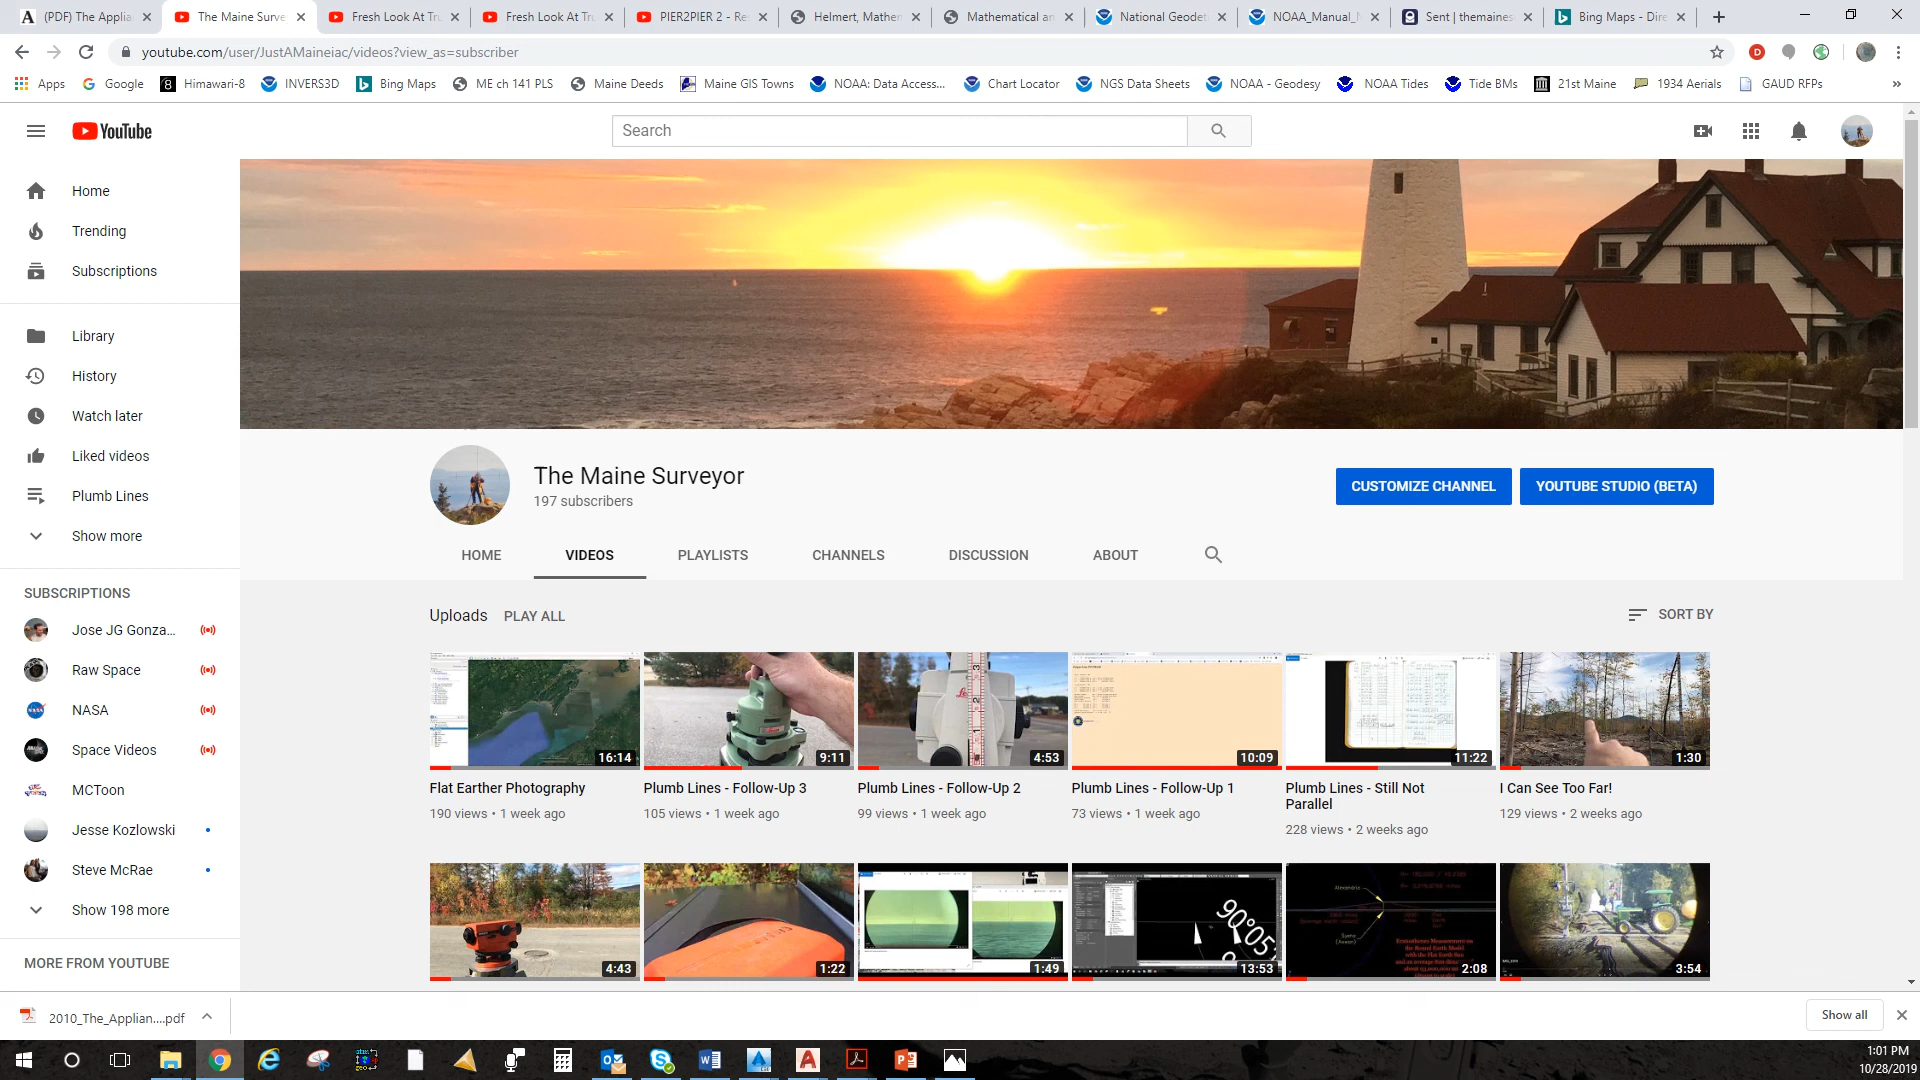 (PDF) The Applia
The Maine Surve
Fresh Look At Tru
Fresh Look At Tru
PIER2PIER 2 - Re
Helmert, Mathem
Mathematical an
National Geodet
NOAA_Manual_N
Sent | themaines
Bing Maps - Dire
youtube.com/user/JustAMaineiac/videos?view_as=subscriber
Apps
Google
Himawari-8
INVERS3D
Bing Maps
ME ch 141 PLS
Maine Deeds
Maine GIS Towns
NOAA: Data Access...
Chart Locator
NGS Data Sheets
NOAA - Geodesy
NOAA Tides
Tide BMs
21st Maine
1934 Aerials
GAUD RFPs
YouTube
Search
Home
Trending
Subscriptions
Library
History
Watch later
Liked videos
Plumb Lines
Show more
SUBSCRIPTIONS
Jose JG Gonza...
Raw Space
NASA
Space Videos
MCToon
Jesse Kozlowski
Steve McRae
Show 198 more
MORE FROM YOUTUBE
The Maine Surveyor
197 subscribers
CUSTOMIZE CHANNEL
YOUTUBE STUDIO (BETA)
HOME
VIDEOS
PLAYLISTS
CHANNELS
DISCUSSION
ABOUT
Uploads
PLAY ALL
SORT BY
16:14
9:11
4:53
10:09
11:22
1:30
Flat Earther Photography
190 views • 1 week ago
Plumb Lines - Follow-Up 3
105 views • 1 week ago
Plumb Lines - Follow-Up 2
99 views • 1 week ago
Plumb Lines - Follow-Up 1
73 views • 1 week ago
Plumb Lines - Still Not
Parallel
228 views • 2 weeks ago
I Can See Too Far!
129 views • 2 weeks ago
4:43
1:22
1:49
90°05
13:53
2:08
3:54
2010_The_Applian....pdf
Show all
1:01 PM
10/28/2019